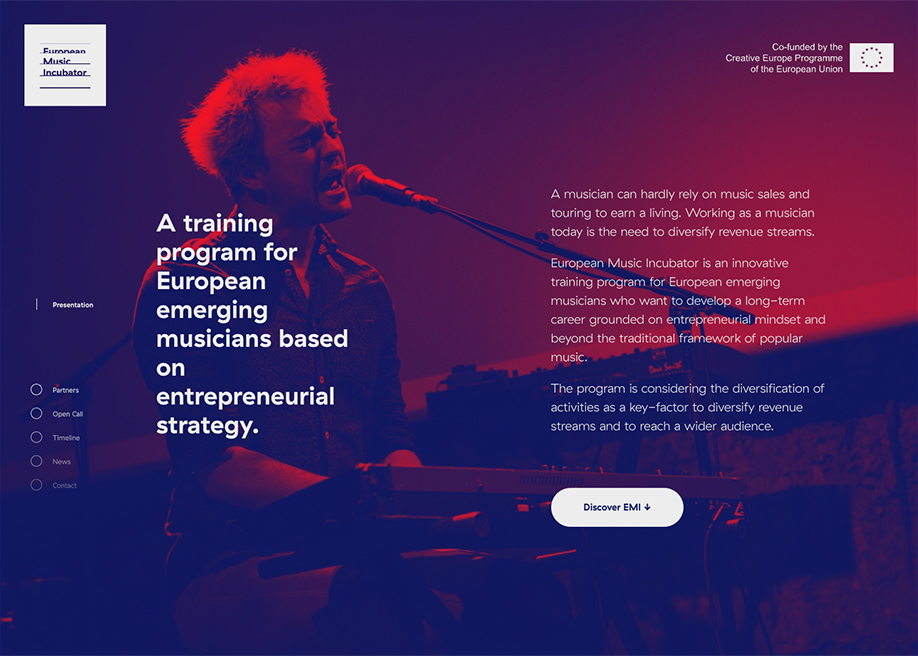 European
Music
Incubator
Co-funded by the
Creative Europe Programme
of the European Union
A training
program for
European
emerging
musicians based
on
entrepreneurial
strategy.
A musician can hardly rely on music sales and
touring to earn a living. Working as a musician
today is the need to diversify revenue streams.
European Music Incubator is an innovative
training program for European emerging
musicians who want to develop a long–term
career grounded on entrepreneurial mindset and
beyond the traditional framework of popular
music.
The program is considering the diversification of
activities as a key–factor to diversify revenue
streams and to reach a wider audience.
Discover EMI ↓
Presentation
Partners
Open Call
Timeline
News
Contact
Dave Smith